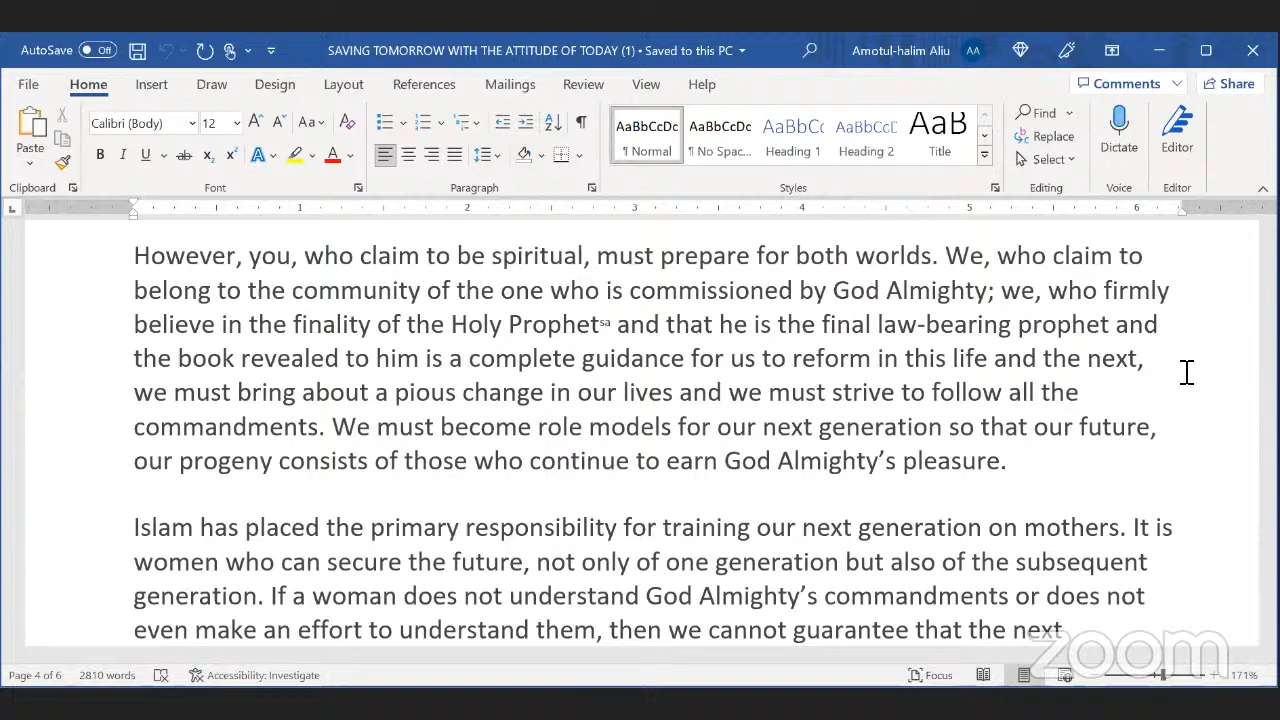 AutoSave Off SAVING TOMORROW WITH THE ATTITUDE OF TODAY (1) • Saved to this PC Amotul-halim Aliu AA
File Home Insert Draw Design Layout References Mailings Review View Help Comments Share
Calibri (Body) 12 Aa AaBbCcDc AaBbCcDc AaBbCc AaBbCcD AaB Find
Paste B I U ab x₂ x² A A ¶ Normal ¶ No Spac... Heading 1 Heading 2 Title Replace Select Dictate Editor
Clipboard Font Paragraph Styles Editing Voice Editor
1 2 3 4 5 6
However, you, who claim to be spiritual, must prepare for both worlds. We, who claim to
belong to the community of the one who is commissioned by God Almighty; we, who firmly
believe in the finality of the Holy Prophetˢᵃ and that he is the final law-bearing prophet and
the book revealed to him is a complete guidance for us to reform in this life and the next,
we must bring about a pious change in our lives and we must strive to follow all the
commandments. We must become role models for our next generation so that our future,
our progeny consists of those who continue to earn God Almighty’s pleasure.
Islam has placed the primary responsibility for training our next generation on mothers. It is
women who can secure the future, not only of one generation but also of the subsequent
generation. If a woman does not understand God Almighty’s commandments or does not
even make an effort to understand them, then we cannot guarantee that the next
zoom
Page 4 of 6 2810 words Accessibility: Investigate Focus 171%